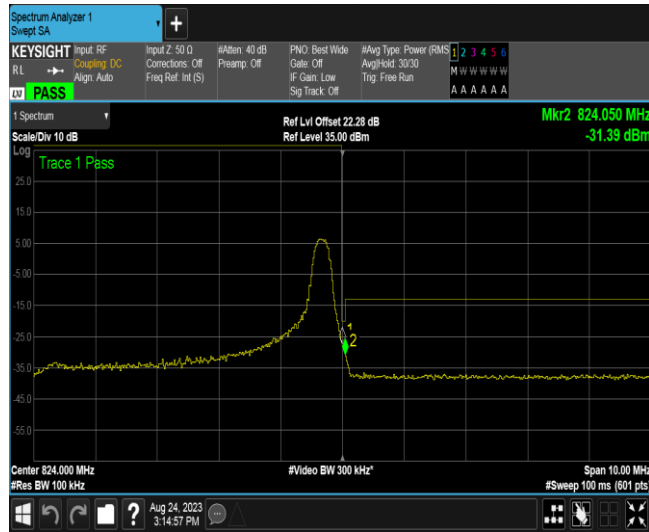 Spectrum Analyzer 1
Swept SA
+
KEYSIGHT
RL
LXI PASS
Input: RF
Coupling: DC
Align: Auto
Input Z: 50 Ω
Corrections: Off
Freq Ref: Int (S)
#Atten: 40 dB
Preamp: Off
PNO: Best Wide
Gate: Off
IF Gain: Low
Sig Track: Off
#Avg Type: Power (RMS
Avg|Hold: 30/30
Trig: Free Run
1 2 3 4 5 6
M W W W W W
A A A A A A
1 Spectrum
Scale/Div 10 dB
Ref Lvl Offset 22.28 dB
Ref Level 35.00 dBm
Mkr2 824.050 MHz
-31.39 dBm
Log
Trace 1 Pass
25.0
15.0
5.00
-5.00
-15.0
-25.0
-35.0
-45.0
-55.0
1
2
Center 824.000 MHz
#Res BW 100 kHz
#Video BW 300 kHz*
Span 10.00 MHz
#Sweep 100 ms (601 pts)
?
Aug 24, 2023
3:14:57 PM